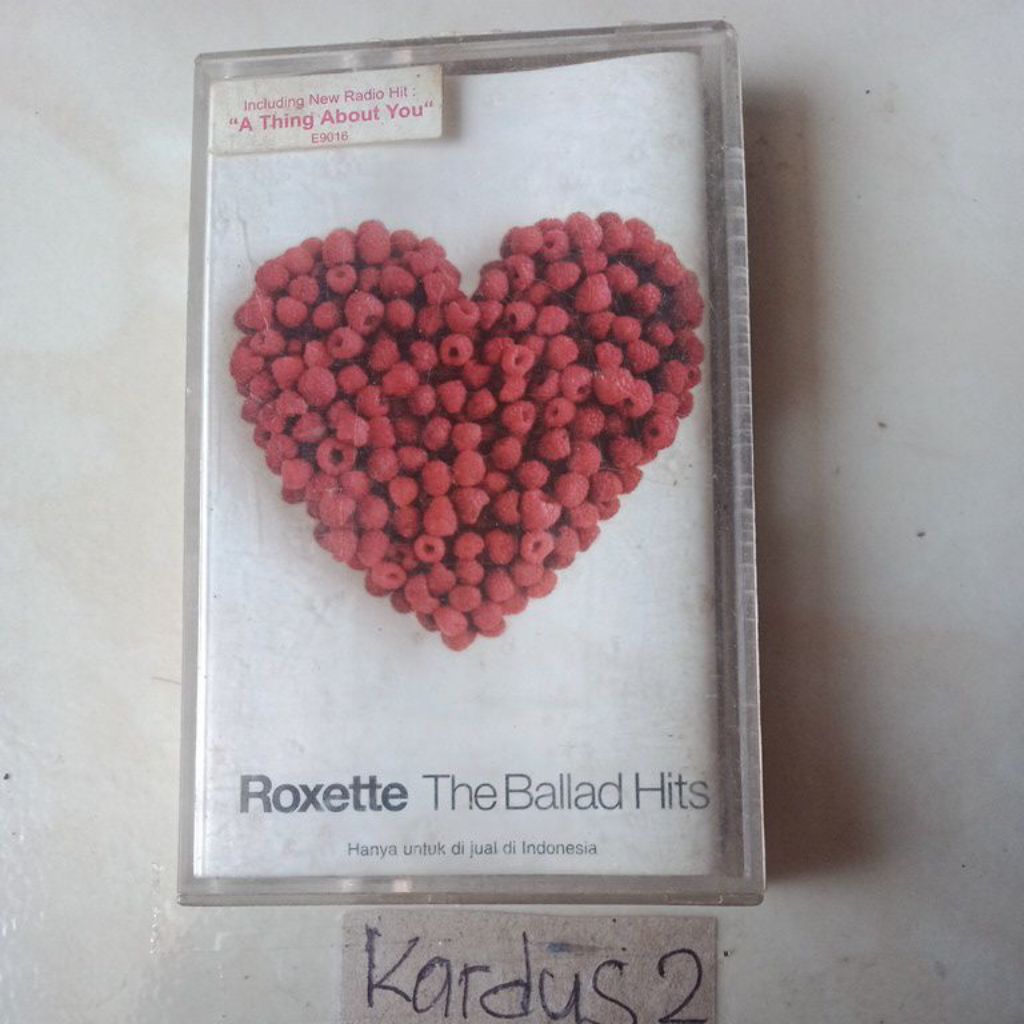 Including New Radio Hit :
“A Thing About You“
E9016
Roxette The Ballad Hits
Hanya untuk di jual di Indonesia
Kardus 2